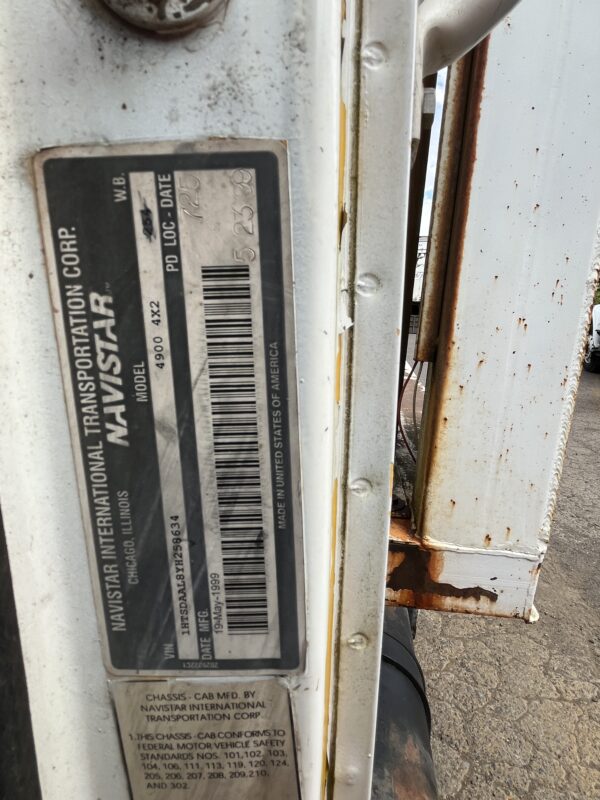 NAVISTAR INTERNATIONAL TRANSPORTATION CORP.
CHICAGO, ILLINOIS
NAVISTAR
MODEL
W.B.
4900 4X2
VIN
PD LOC - DATE
1HTSDAAL8YH258634
DATE MFG.
19-May-1999
MADE IN UNITED STATES OF AMERICA
CHASSIS - CAB MFD. BY
NAVISTAR INTERNATIONAL
TRANSPORTATION CORP
1.THIS CHASSIS - CAB CONFORMS TO
FEDERAL MOTOR VEHICLE SAFETY
STANDARDS NOS. 101, 102, 103,
104, 106, 111, 113, 119, 120, 124,
205, 206, 207, 208, 209, 210,
AND 302.